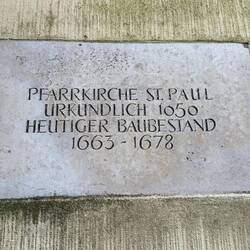 PFARRKIRCHE ST. PAUL
URKUNDLICH 1050
HEUTIGER BAUBESTAND
1663 - 1678